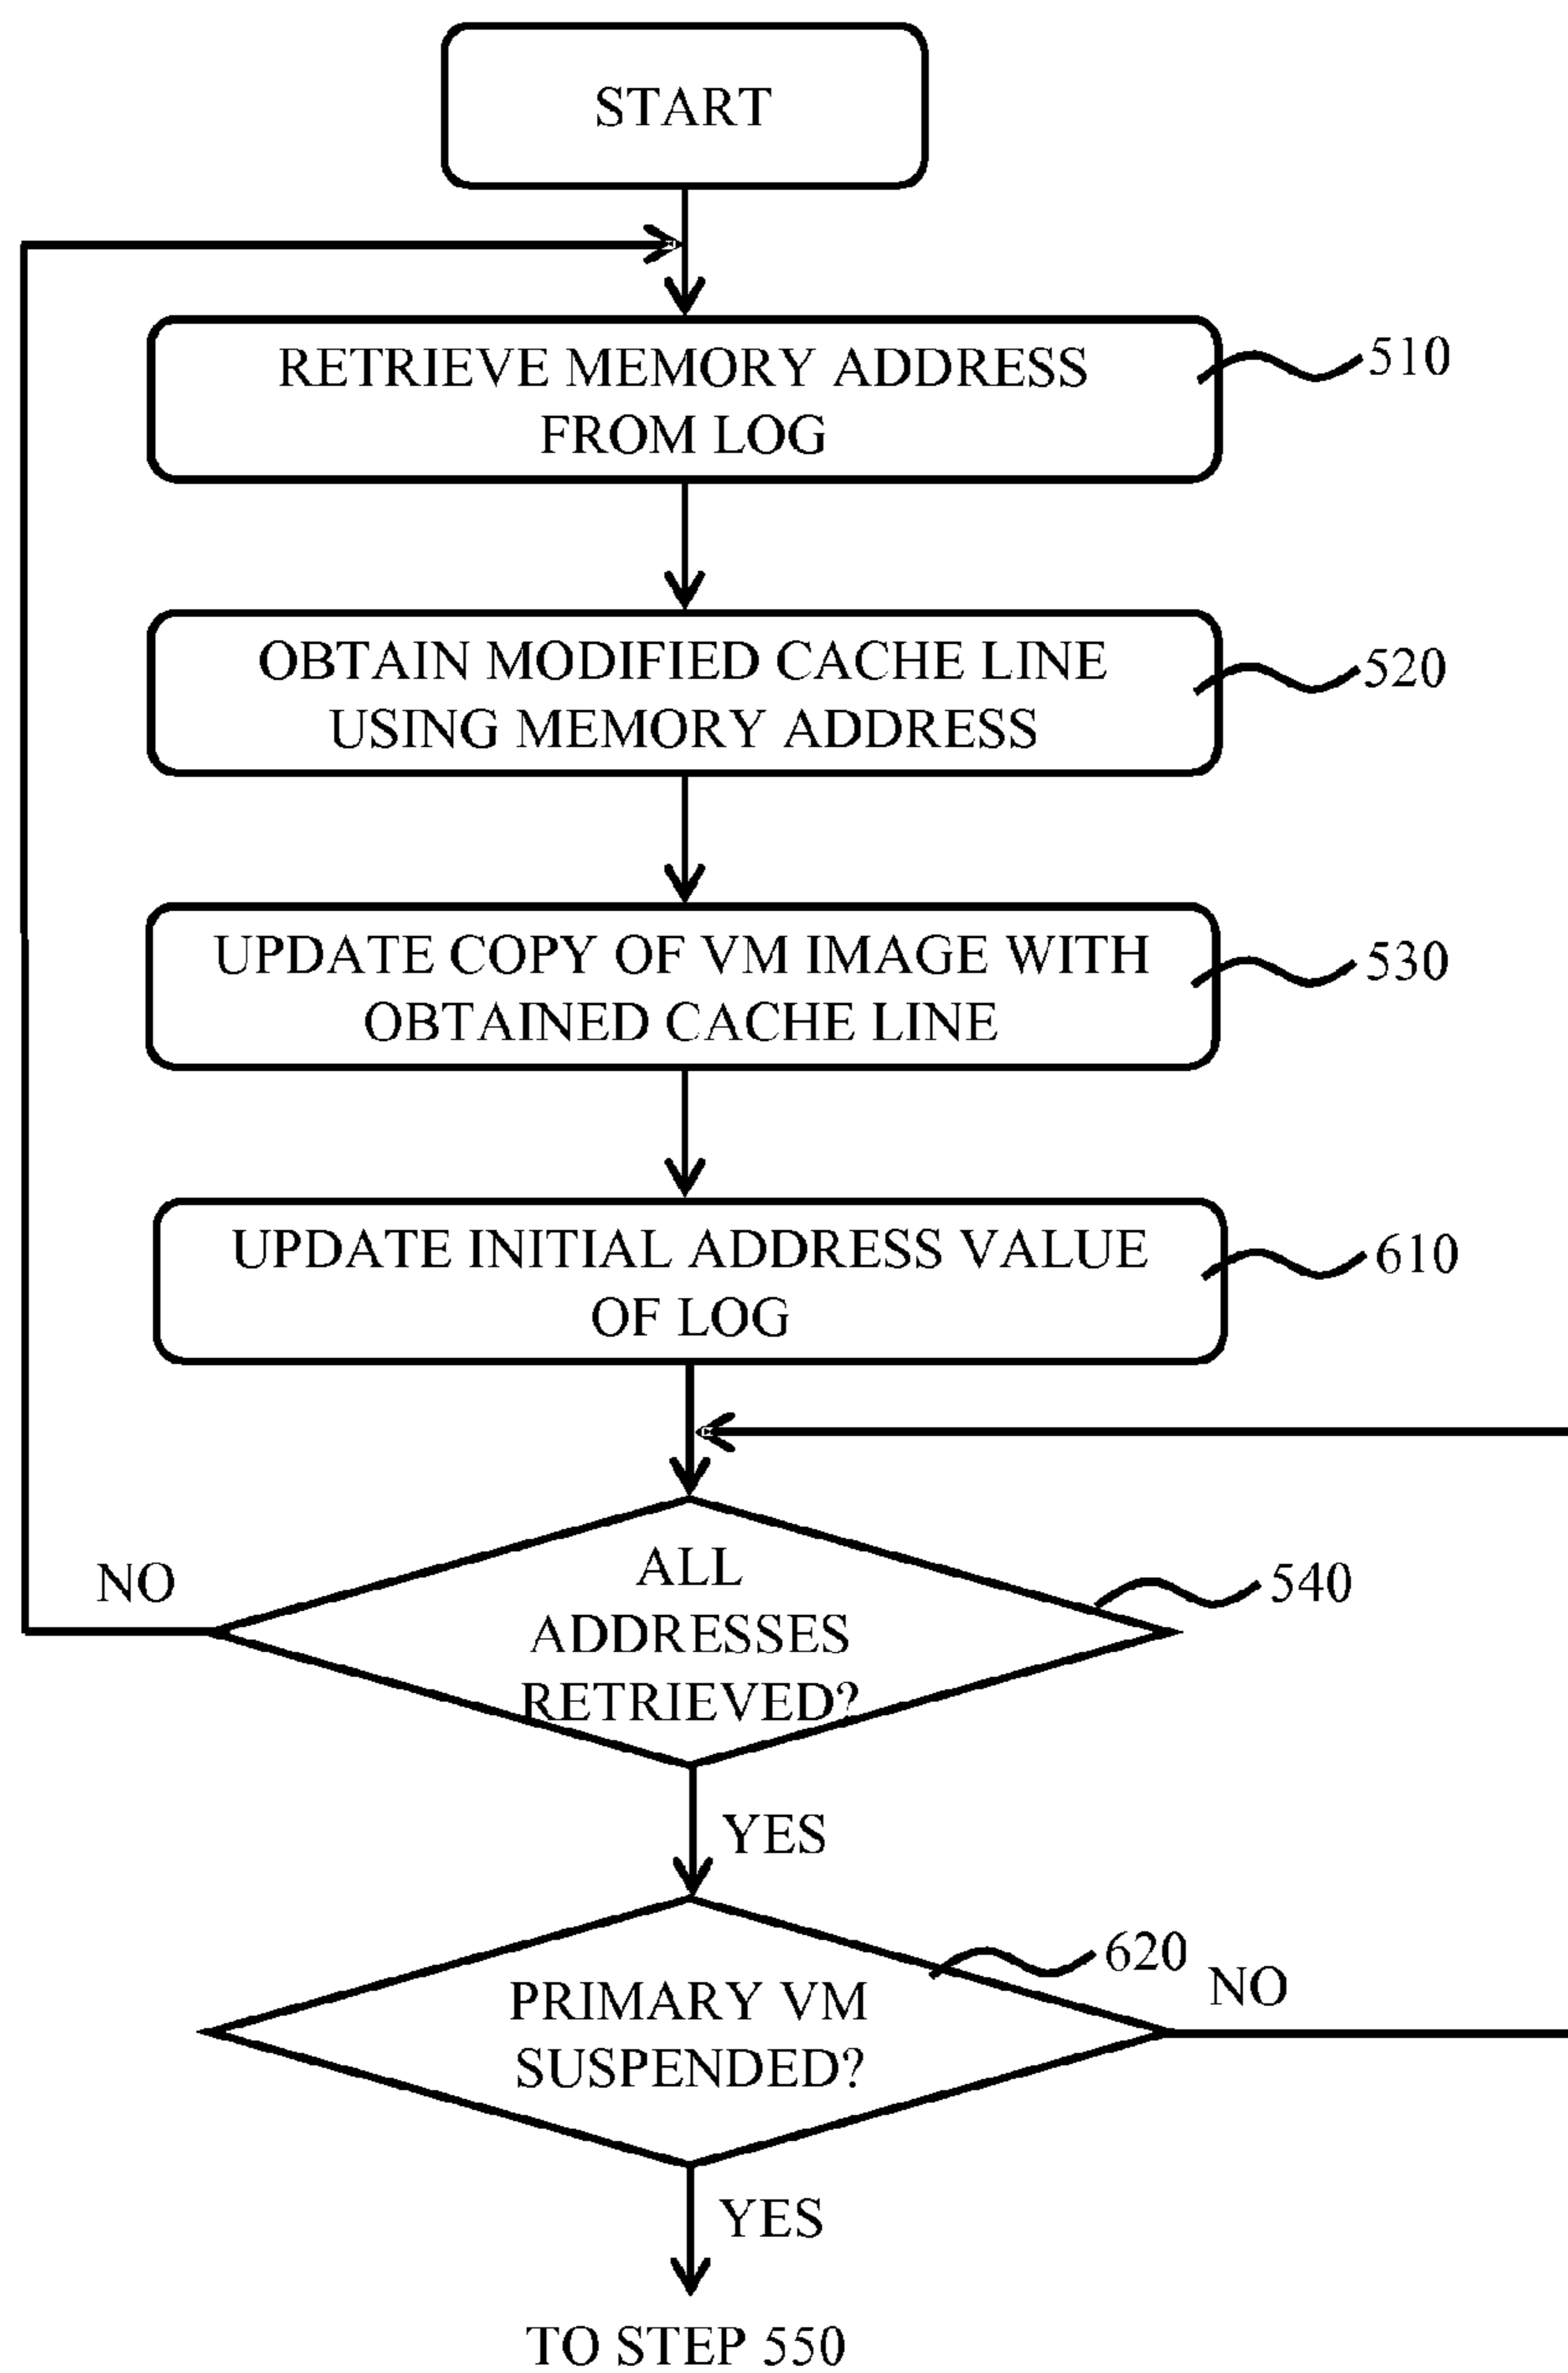 START
RETRIEVE MEMORY ADDRESS
FROM LOG
510
OBTAIN MODIFIED CACHE LINE
USING MEMORY ADDRESS
520
UPDATE COPY OF VM IMAGE WITH
OBTAINED CACHE LINE
530
UPDATE INITIAL ADDRESS VALUE
OF LOG
610
NO
ALL
ADDRESSES
RETRIEVED?
540
YES
620
NO
PRIMARY VM
SUSPENDED?
YES
TO STEP 550